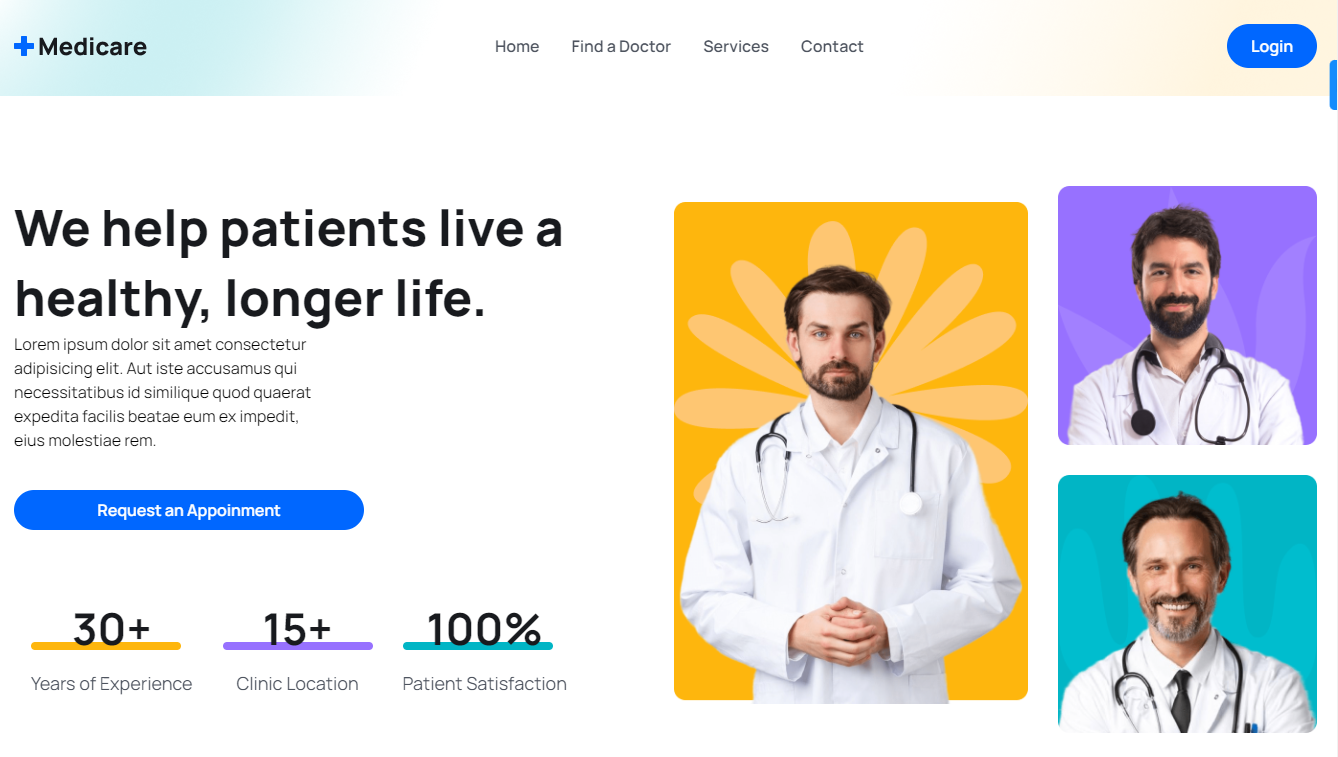 Medicare
Home
Find a Doctor
Services
Contact
Login
We help patients live a
healthy, longer life.
Lorem ipsum dolor sit amet consectetur
adipisicing elit. Aut iste accusamus qui
necessitatibus id similique quod quaerat
expedita facilis beatae eum ex impedit,
eius molestiae rem.
Request an Appoinment
30+
Years of Experience
15+
Clinic Location
100%
Patient Satisfaction